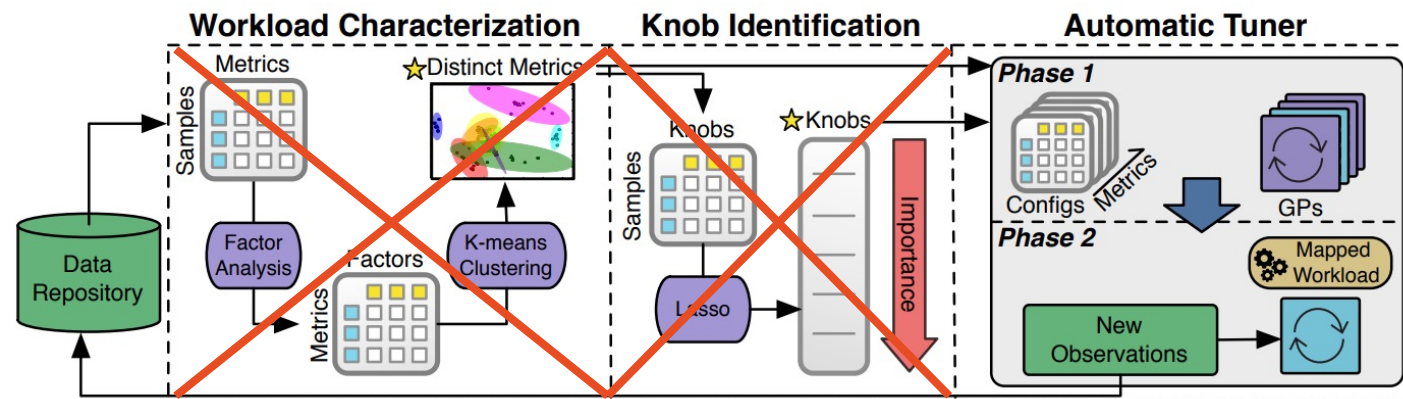 Workload Characterization
Knob Identification
Automatic Tuner
Metrics
Samples
Distinct Metrics
Factor
Analysis
Factors
Metrics
K-means
Clustering
Data
Repository
Knobs
Samples
Lasso
Knobs
Importance
Phase 1
Configs
Metrics
GPs
Phase 2
Mapped
Workload
New
Observations